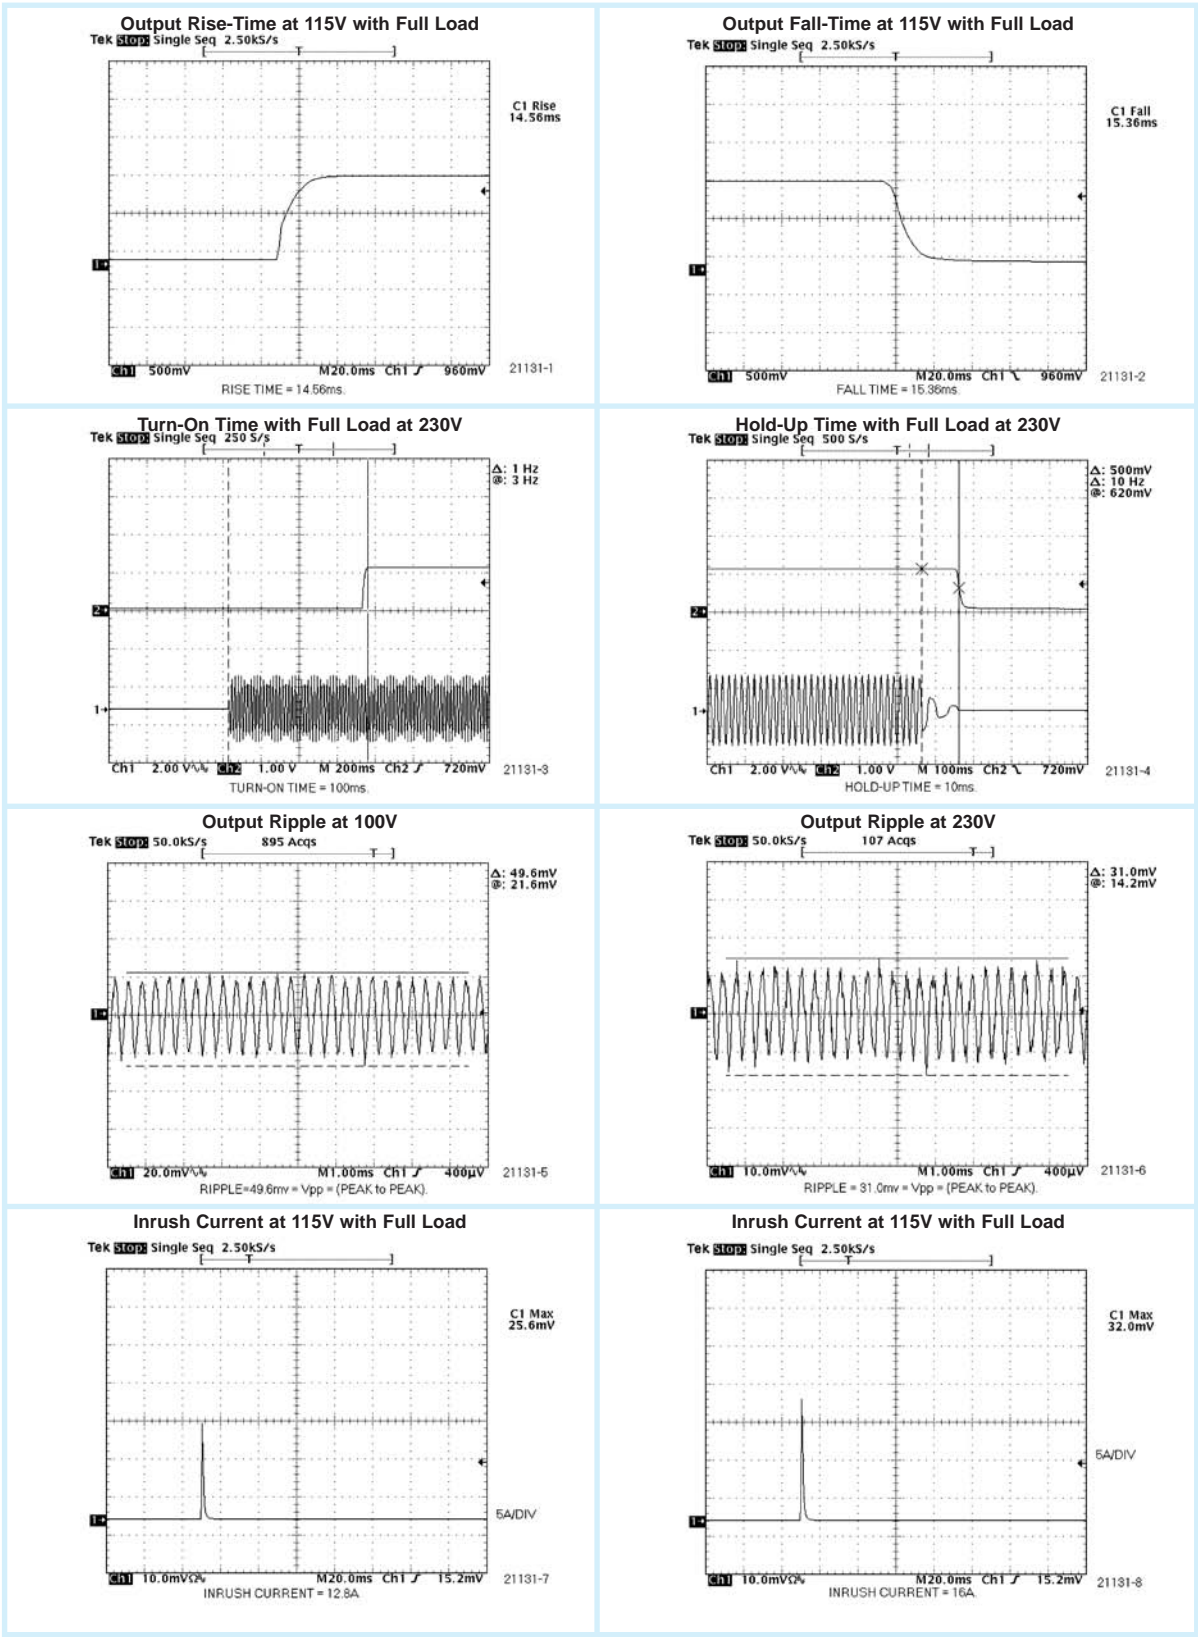 Output Rise-Time at 115V with Full Load
Tek Stop: Single Seq 2.50kS/s
[ T ]
C1 Rise
14.56ms
1→
Ch1 500mV M20.0ms Ch1 ƒ 960mV
21131-1
RISE TIME = 14.56ms.
Output Fall-Time at 115V with Full Load
Tek Stop: Single Seq 2.50kS/s
[ T ]
C1 Fall
15.36ms
1→
Ch1 500mV M20.0ms Ch1 960mV
21131-2
FALL TIME = 15.36ms.
Turn-On Time with Full Load at 230V
Tek Stop: Single Seq 250 S/s
[ T ]
Δ: 1 Hz
@: 3 Hz
2→
1→
Ch1 2.00 V Ch2 1.00 V M 200ms Ch2 ƒ 720mV
21131-3
TURN-ON TIME = 100ms.
Hold-Up Time with Full Load at 230V
Tek Stop: Single Seq 500 S/s
[ T ]
Δ: 500mV
Δ: 10 Hz
@: 620mV
2→
1→
Ch1 2.00 V Ch2 1.00 V M 100ms Ch2 720mV
21131-4
HOLD-UP TIME = 10ms.
Output Ripple at 100V
Tek Stop: 50.0kS/s 895 Acqs
[ T ]
Δ: 49.6mV
@: 21.6mV
1→
Ch1 20.0mV M1.00ms Ch1 ƒ 400µV
21131-5
RIPPLE=49.6mv = Vpp = (PEAK to PEAK).
Output Ripple at 230V
Tek Stop: 50.0kS/s 107 Acqs
[ T ]
Δ: 31.0mV
@: 14.2mV
1→
Ch1 10.0mV M1.00ms Ch1 ƒ 400µV
21131-6
RIPPLE = 31.0mv = Vpp = (PEAK to PEAK).
Inrush Current at 115V with Full Load
Tek Stop: Single Seq 2.50kS/s
[ T ]
C1 Max
25.6mV
5A/DIV
1→
Ch1 10.0mVΩ M20.0ms Ch1 ƒ 15.2mV
21131-7
INRUSH CURRENT = 12.8A
Inrush Current at 115V with Full Load
Tek Stop: Single Seq 2.50kS/s
[ T ]
C1 Max
32.0mV
5A/DIV
1→
Ch1 10.0mVΩ M20.0ms Ch1 ƒ 15.2mV
21131-8
INRUSH CURRENT = 16A.